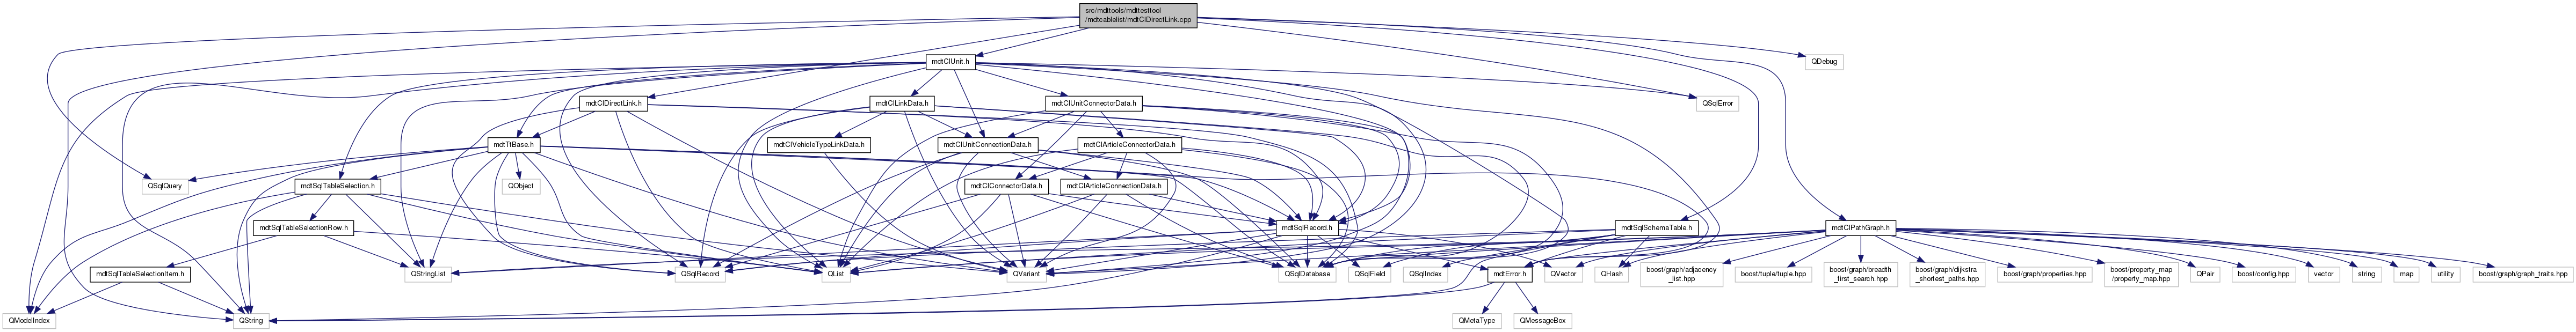 src/mdttools/mdttesttool
/mdtcablelist/mdtClDirectLink.cpp
mdtClUnit.h
QDebug
mdtClDirectLink.h
mdtClLinkData.h
mdtClUnitConnectorData.h
QSqlError
mdtTtBase.h
mdtClVehicleTypeLinkData.h
mdtClUnitConnectionData.h
mdtClArticleConnectorData.h
QSqlQuery
mdtSqlTableSelection.h
QObject
mdtClConnectorData.h
mdtClArticleConnectionData.h
mdtSqlTableSelectionRow.h
mdtSqlRecord.h
mdtSqlSchemaTable.h
mdtClPathGraph.h
mdtSqlTableSelectionItem.h
QStringList
QSqlRecord
QList
QVariant
QSqlDatabase
QSqlField
QSqlIndex
mdtError.h
QVector
QHash
boost/graph/adjacency
_list.hpp
boost/tuple/tuple.hpp
boost/graph/breadth
_first_search.hpp
boost/graph/dijkstra
_shortest_paths.hpp
boost/graph/properties.hpp
boost/property_map
/property_map.hpp
QPair
boost/config.hpp
vector
string
map
utility
boost/graph/graph_traits.hpp
QModelIndex
QString
QMetaType
QMessageBox